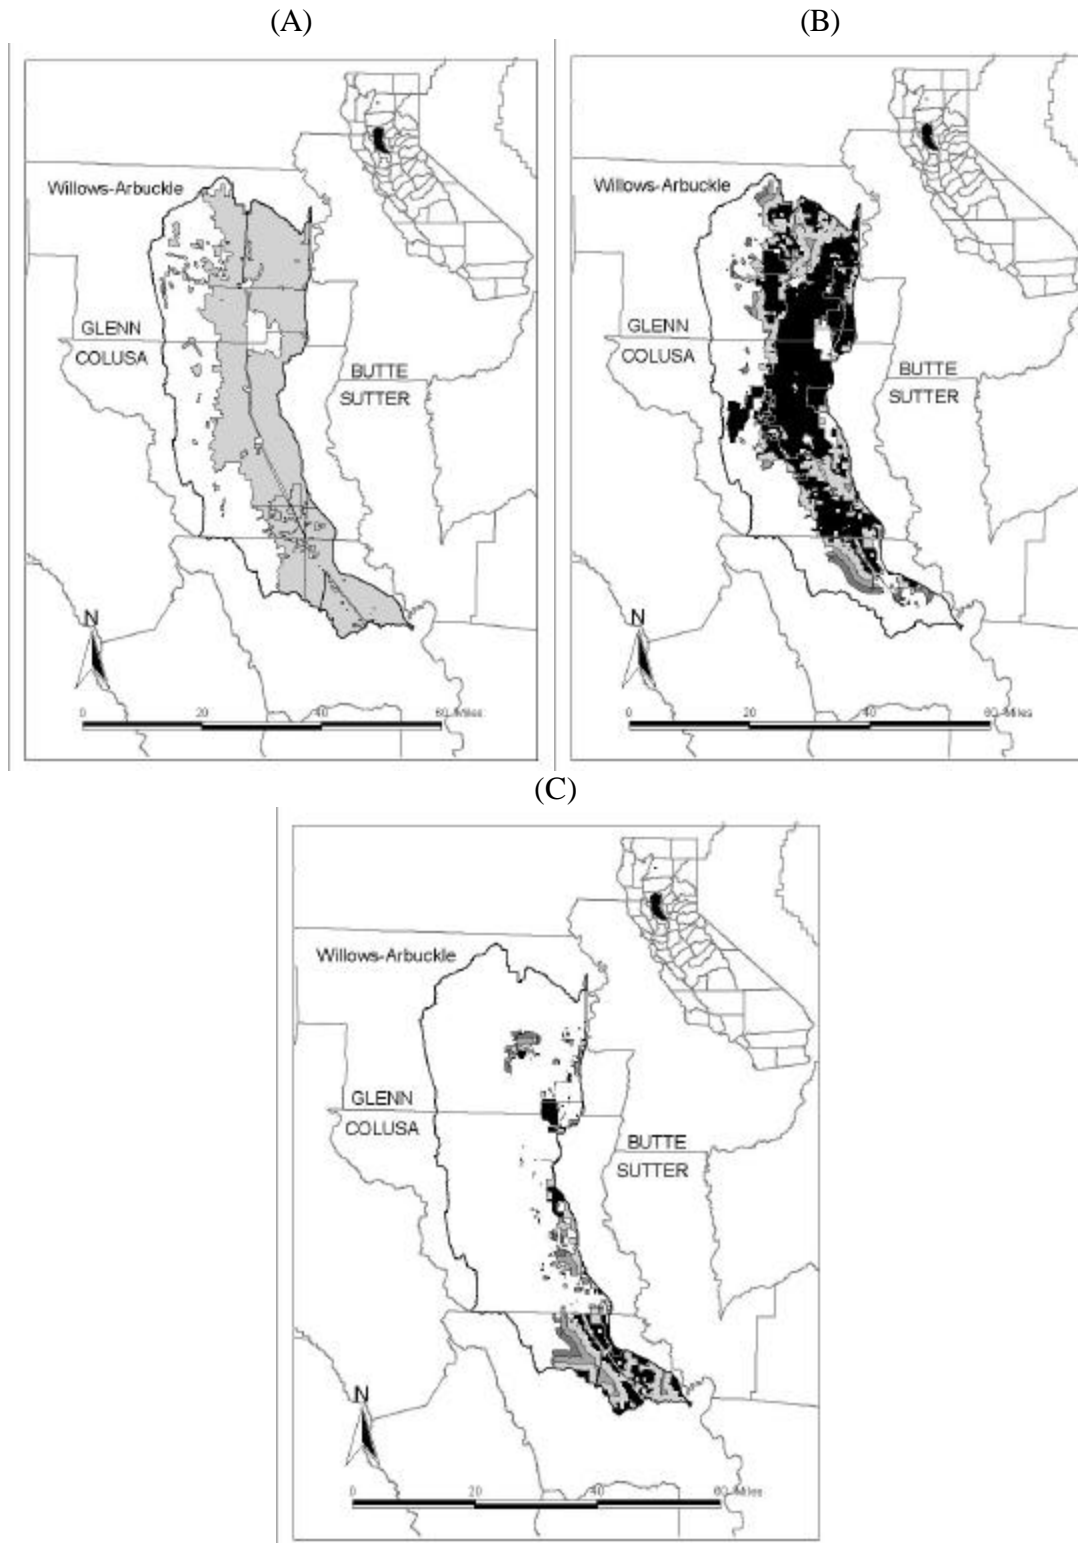 (A)
(B)
Willows-Arbuckle
Willows-Arbuckle
GLENN
COLUSA
BUTTE
SUTTER
GLENN
COLUSA
BUTTE
SUTTER
N
0 20 40 60 Miles
N
0 20 40 60 Miles
(C)
Willows-Arbuckle
GLENN
COLUSA
BUTTE
SUTTER
N
0 20 40 60 Miles